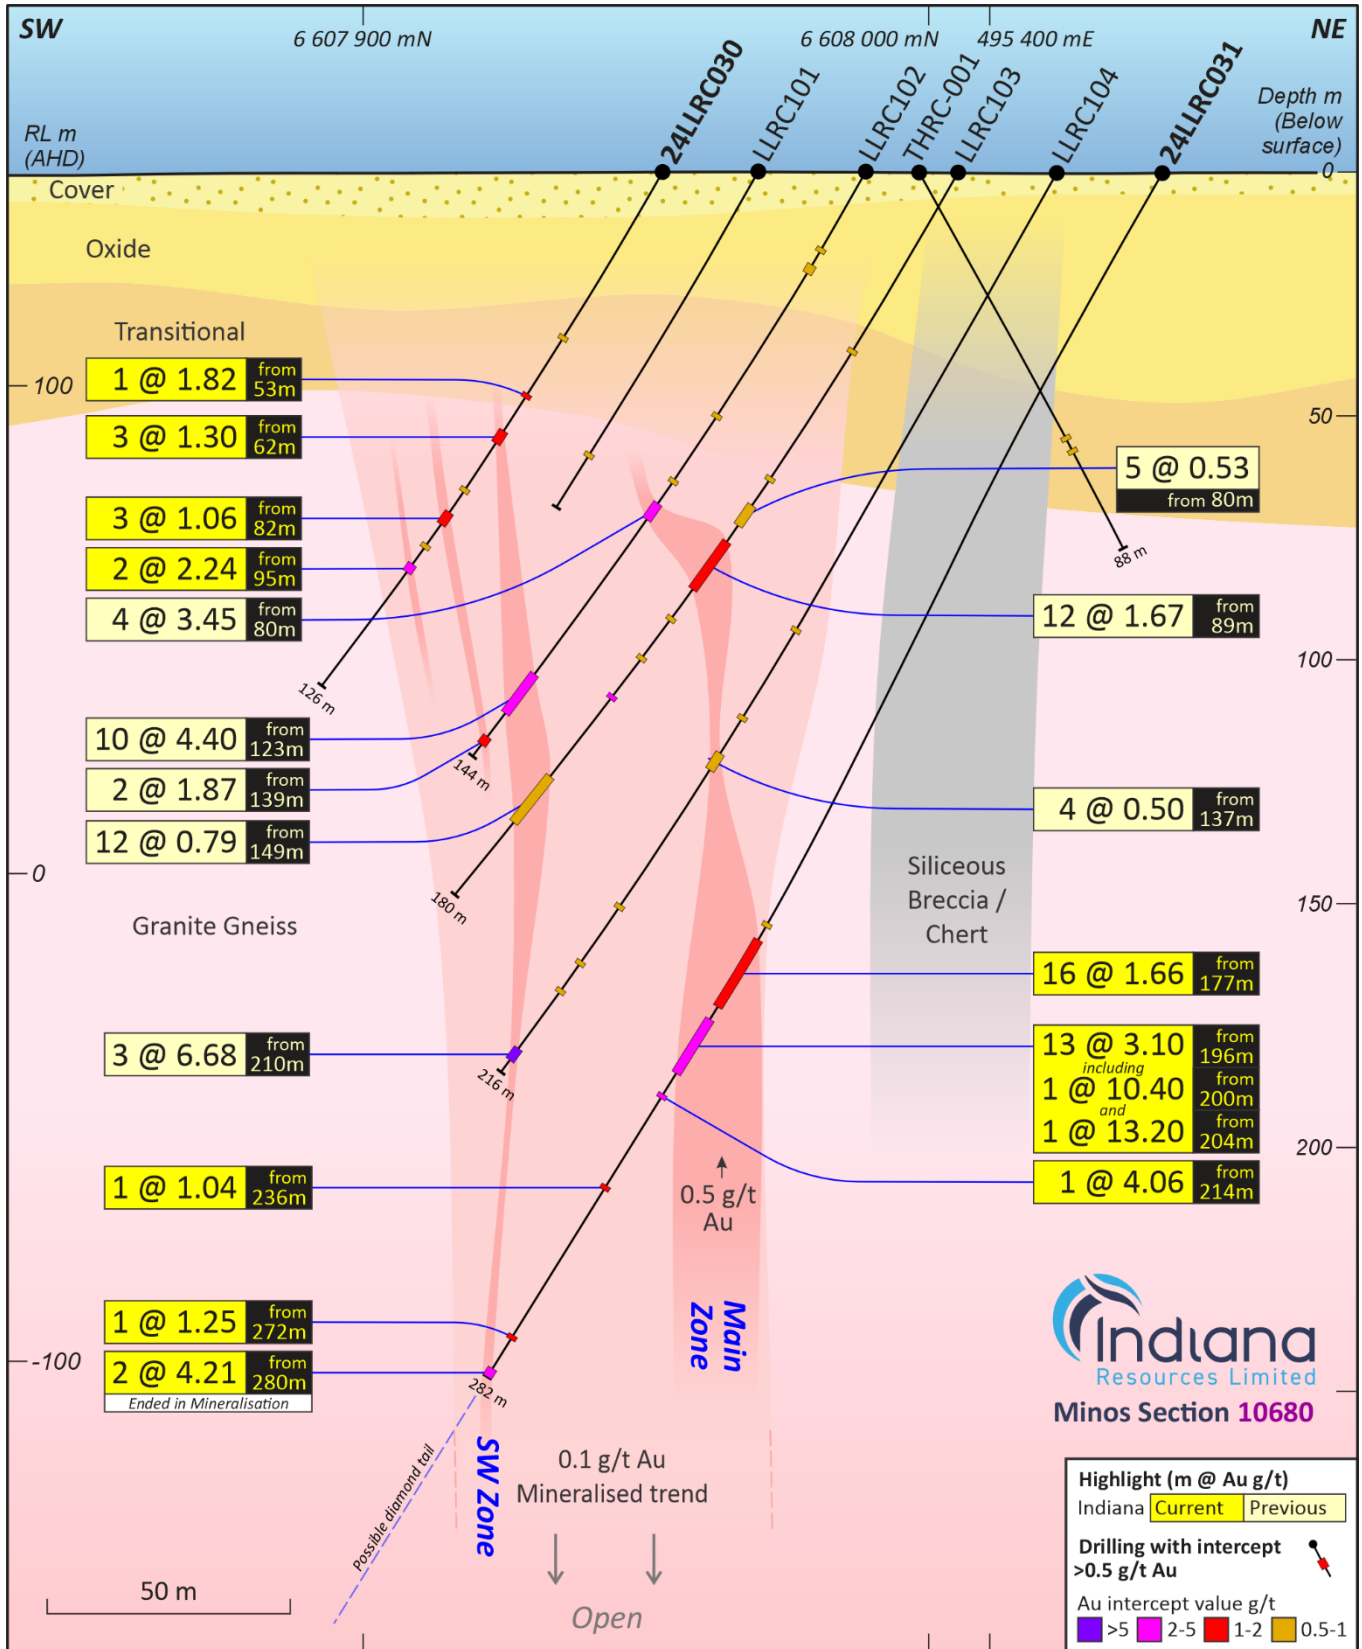 SW
NE
6 607 900 mN
6 608 000 mN
495 400 mE
24LLRC030
LLRC101
LLRC102
THRC-001
LLRC103
LLRC104
24LLRC031
RL m
(AHD)
Depth m
(Below
surface)
0
Cover
Oxide
Transitional
1 @ 1.82 from 53m
100
50
3 @ 1.30 from 62m
5 @ 0.53
from 80m
3 @ 1.06 from 82m
2 @ 2.24 from 95m
88 m
4 @ 3.45 from 80m
12 @ 1.67 from 89m
100
126 m
10 @ 4.40 from 123m
144 m
2 @ 1.87 from 139m
4 @ 0.50 from 137m
12 @ 0.79 from 149m
0
Siliceous
Breccia /
Chert
180 m
150
Granite Gneiss
16 @ 1.66 from 177m
3 @ 6.68 from 210m
13 @ 3.10 from 196m
including
1 @ 10.40 from 200m
and
1 @ 13.20 from 204m
216 m
200
1 @ 4.06 from 214m
1 @ 1.04 from 236m
0.5 g/t
Au
Main
Zone
1 @ 1.25 from 272m
-100
2 @ 4.21 from 280m
Ended in Mineralisation
282 m
Indiana
Resources Limited
Minos Section 10680
SW Zone
0.1 g/t Au
Mineralised trend
Possible diamond tail
Open
50 m
Highlight (m @ Au g/t)
Indiana Current Previous
Drilling with intercept
>0.5 g/t Au
Au intercept value g/t
>5 2-5 1-2 0.5-1